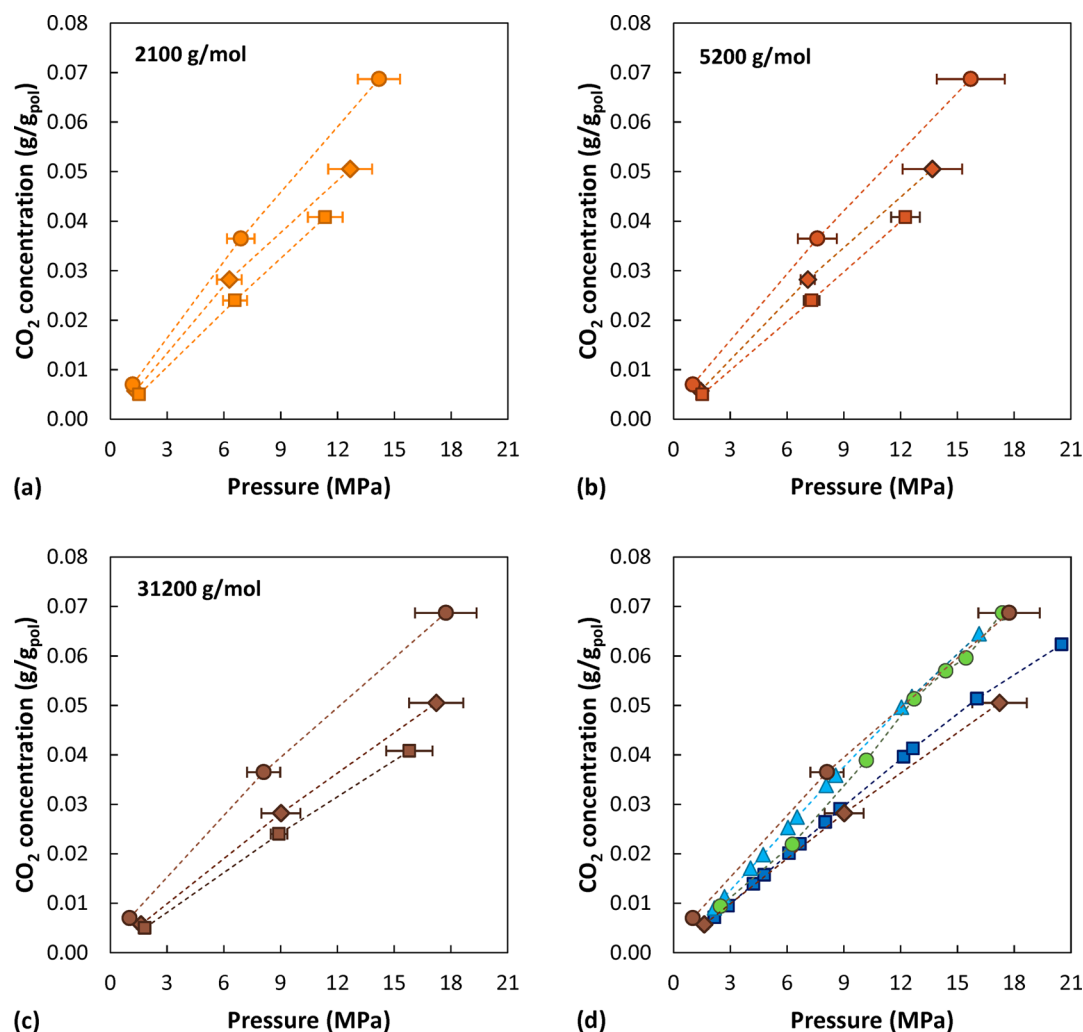 2100 g/mol
CO2 concentration (g/gpol)
0.08
0.07
0.06
0.05
0.04
0.03
0.02
0.01
0.00
0 3 6 9 12 15 18 21
Pressure (MPa)
(a)
5200 g/mol
CO2 concentration (g/gpol)
0.08
0.07
0.06
0.05
0.04
0.03
0.02
0.01
0.00
0 3 6 9 12 15 18 21
Pressure (MPa)
(b)
31200 g/mol
CO2 concentration (g/gpol)
0.08
0.07
0.06
0.05
0.04
0.03
0.02
0.01
0.00
0 3 6 9 12 15 18 21
Pressure (MPa)
(c)
CO2 concentration (g/gpol)
0.08
0.07
0.06
0.05
0.04
0.03
0.02
0.01
0.00
0 3 6 9 12 15 18 21
Pressure (MPa)
(d)